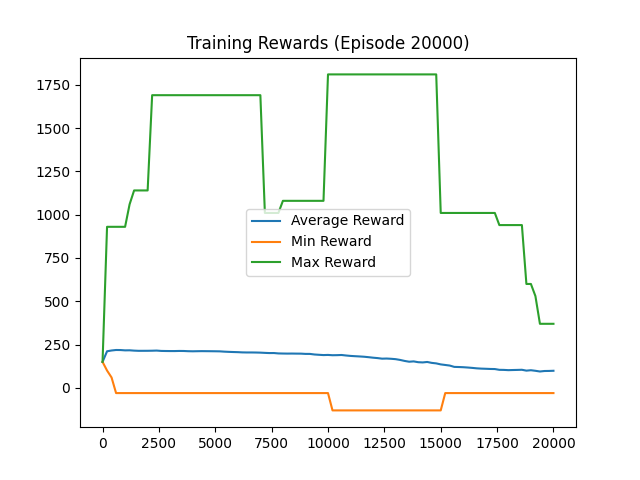 Training Rewards (Episode 20000)
1750
1500
1250
1000
750
500
250
0
Average Reward
Min Reward
Max Reward
0 2500 5000 7500 10000 12500 15000 17500 20000